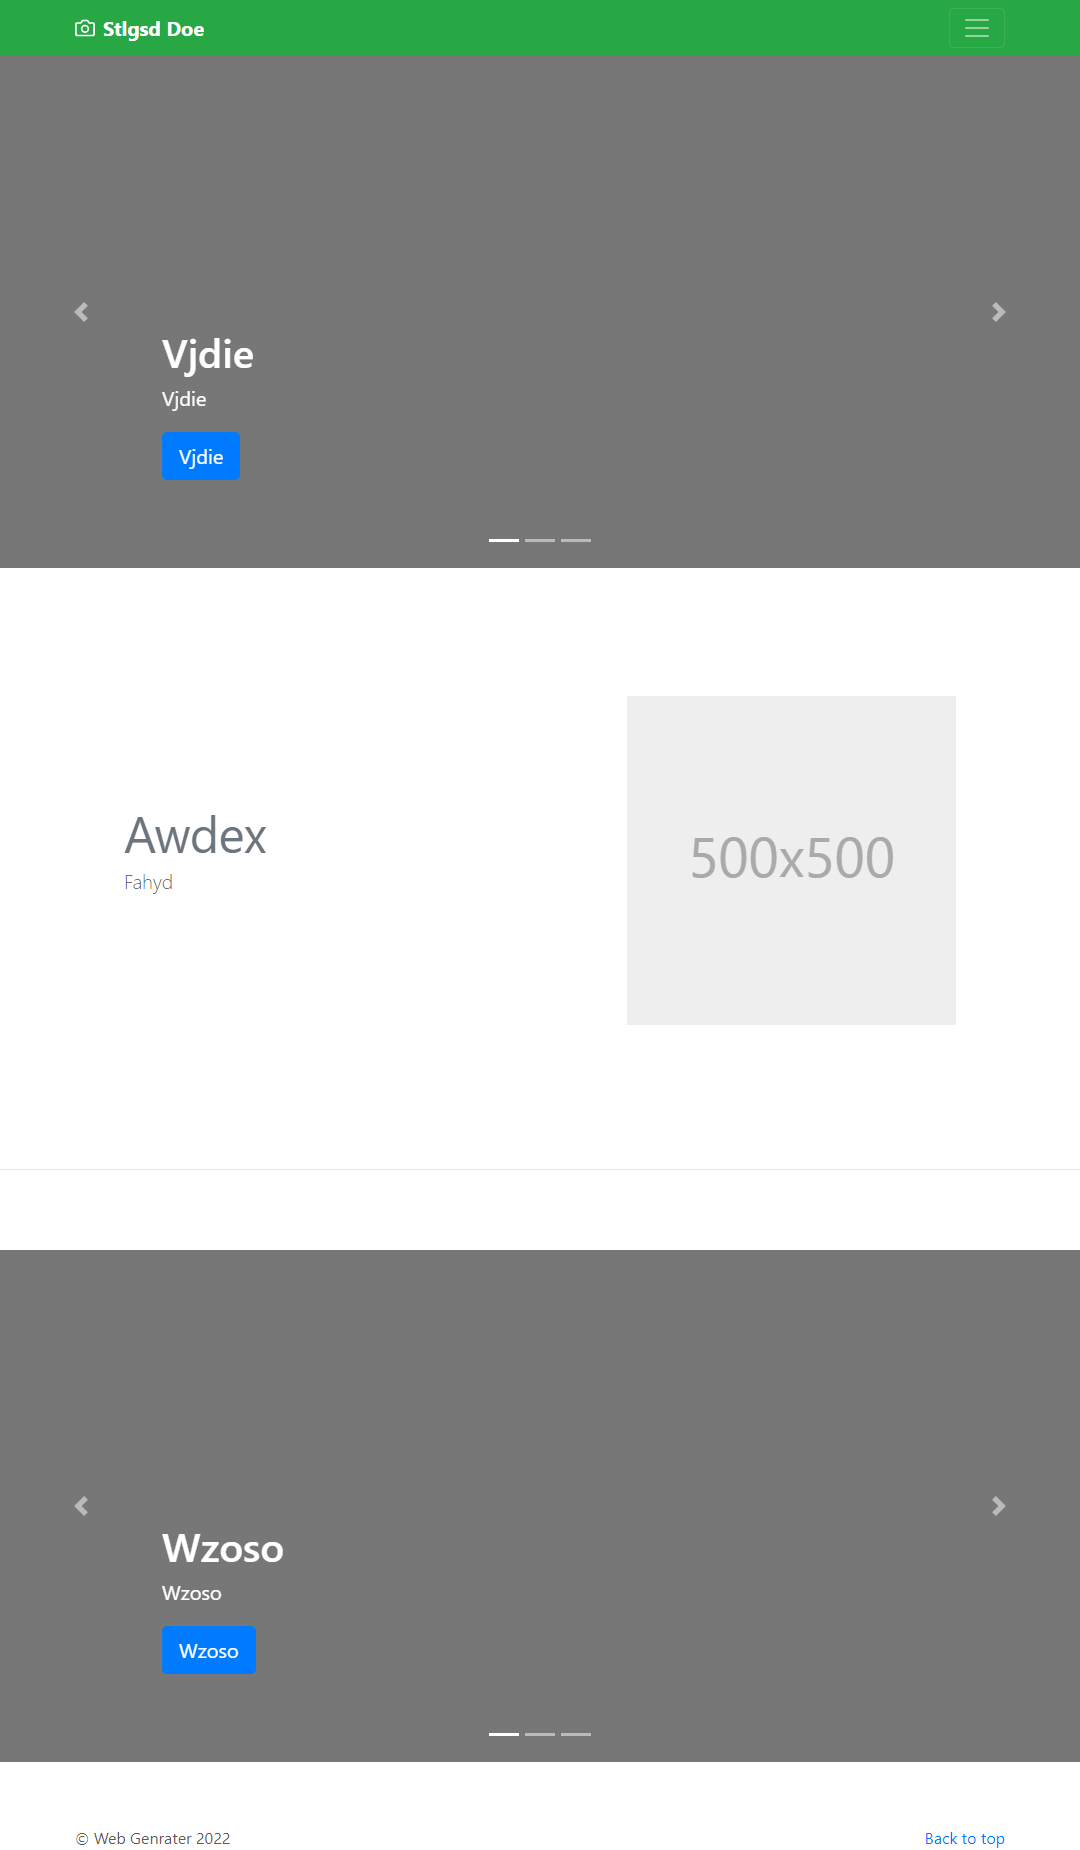 Stlgsd Doe
Vjdie
Vjdie
Vjdie
Awdex
Fahyd
500x500
Wzoso
Wzoso
Wzoso
© Web Genrater 2022
Back to top